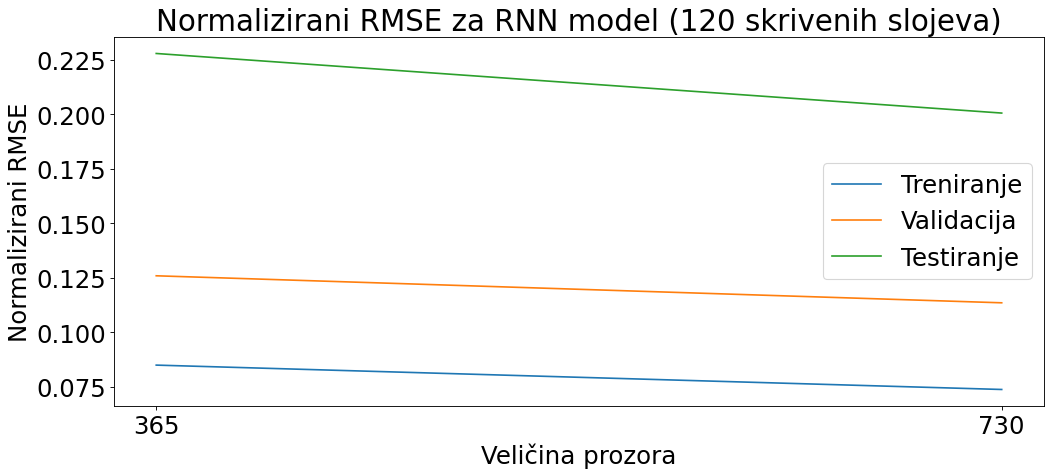 Normalizirani RMSE za RNN model (120 skrivenih slojeva)
Normalizirani RMSE
0.225
0.200
0.175
0.150
0.125
0.100
0.075
Treniranje
Validacija
Testiranje
365
730
Veličina prozora